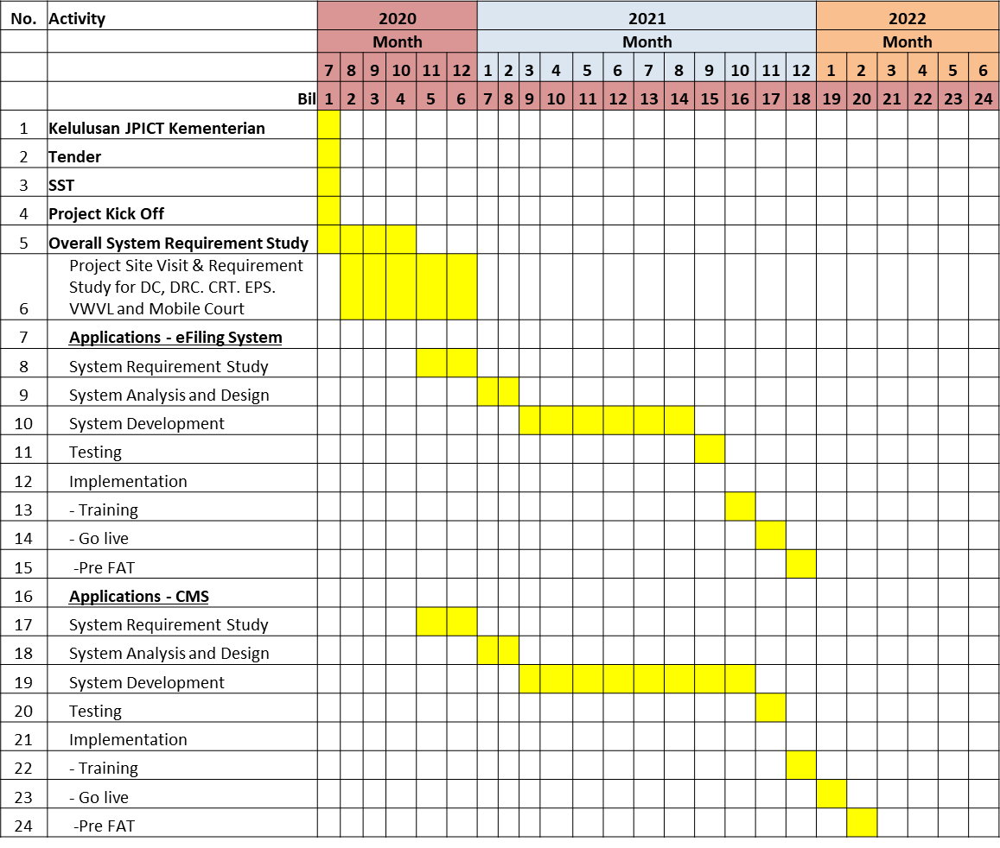 No. Activity 2020 2021 2022
Month Month Month
7 8 9 10 11 12 1 2 3 4 5 6 7 8 9 10 11 12 1 2 3 4 5 6
Bil 1 2 3 4 5 6 7 8 9 10 11 12 13 14 15 16 17 18 19 20 21 22 23 24
1 Kelulusan JPICT Kementerian
2 Tender
3 SST
4 Project Kick Off
5 Overall System Requirement Study
Project Site Visit & Requirement
Study for DC, DRC. CRT. EPS.
6 VWVL and Mobile Court
7 Applications - eFiling System
8 System Requirement Study
9 System Analysis and Design
10 System Development
11 Testing
12 Implementation
13 - Training
14 - Go live
15 -Pre FAT
16 Applications - CMS
17 System Requirement Study
18 System Analysis and Design
19 System Development
20 Testing
21 Implementation
22 - Training
23 - Go live
24 -Pre FAT